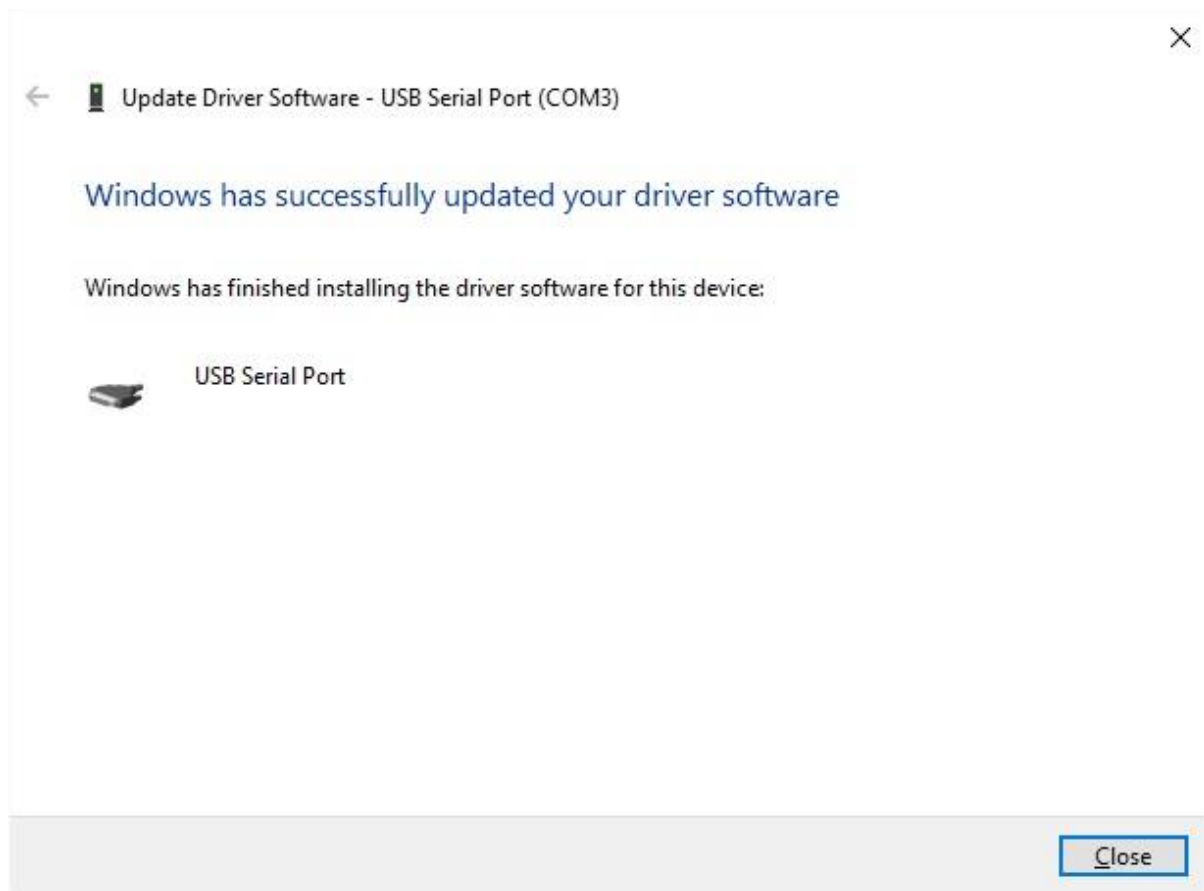 Update Driver Software - USB Serial Port (COM3)
Windows has successfully updated your driver software
Windows has finished installing the driver software for this device:
USB Serial Port
Close